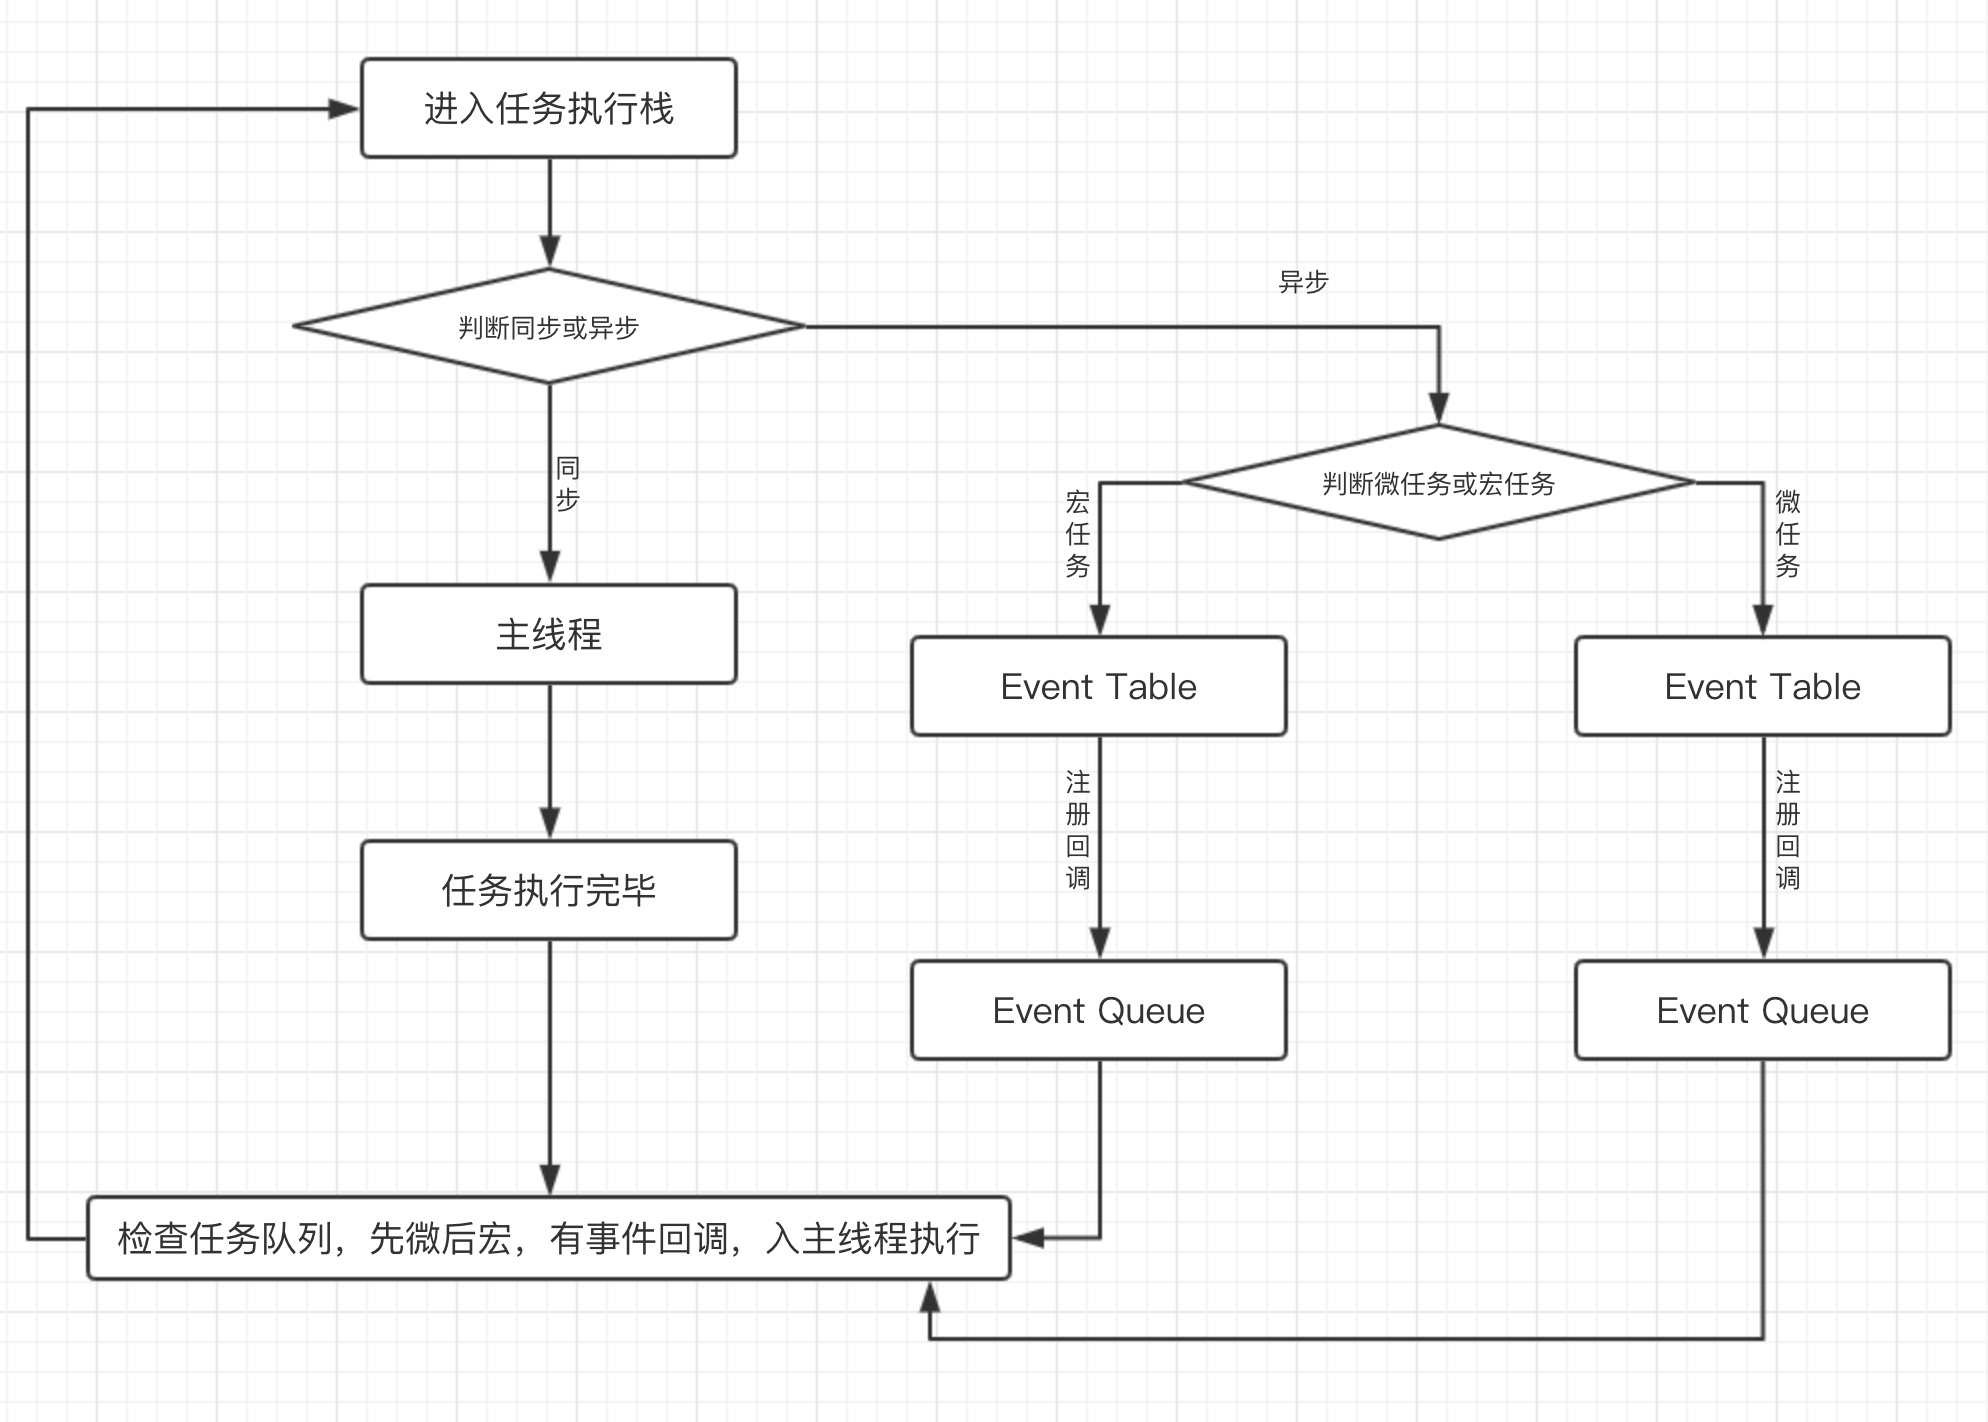 进入任务执行栈
异步
判断同步或异步
同步
判断微任务或宏任务
宏任务
微任务
主线程
Event Table
Event Table
注册回调
注册回调
任务执行完毕
Event Queue
Event Queue
检查任务队列，先微后宏，有事件回调，入主线程执行